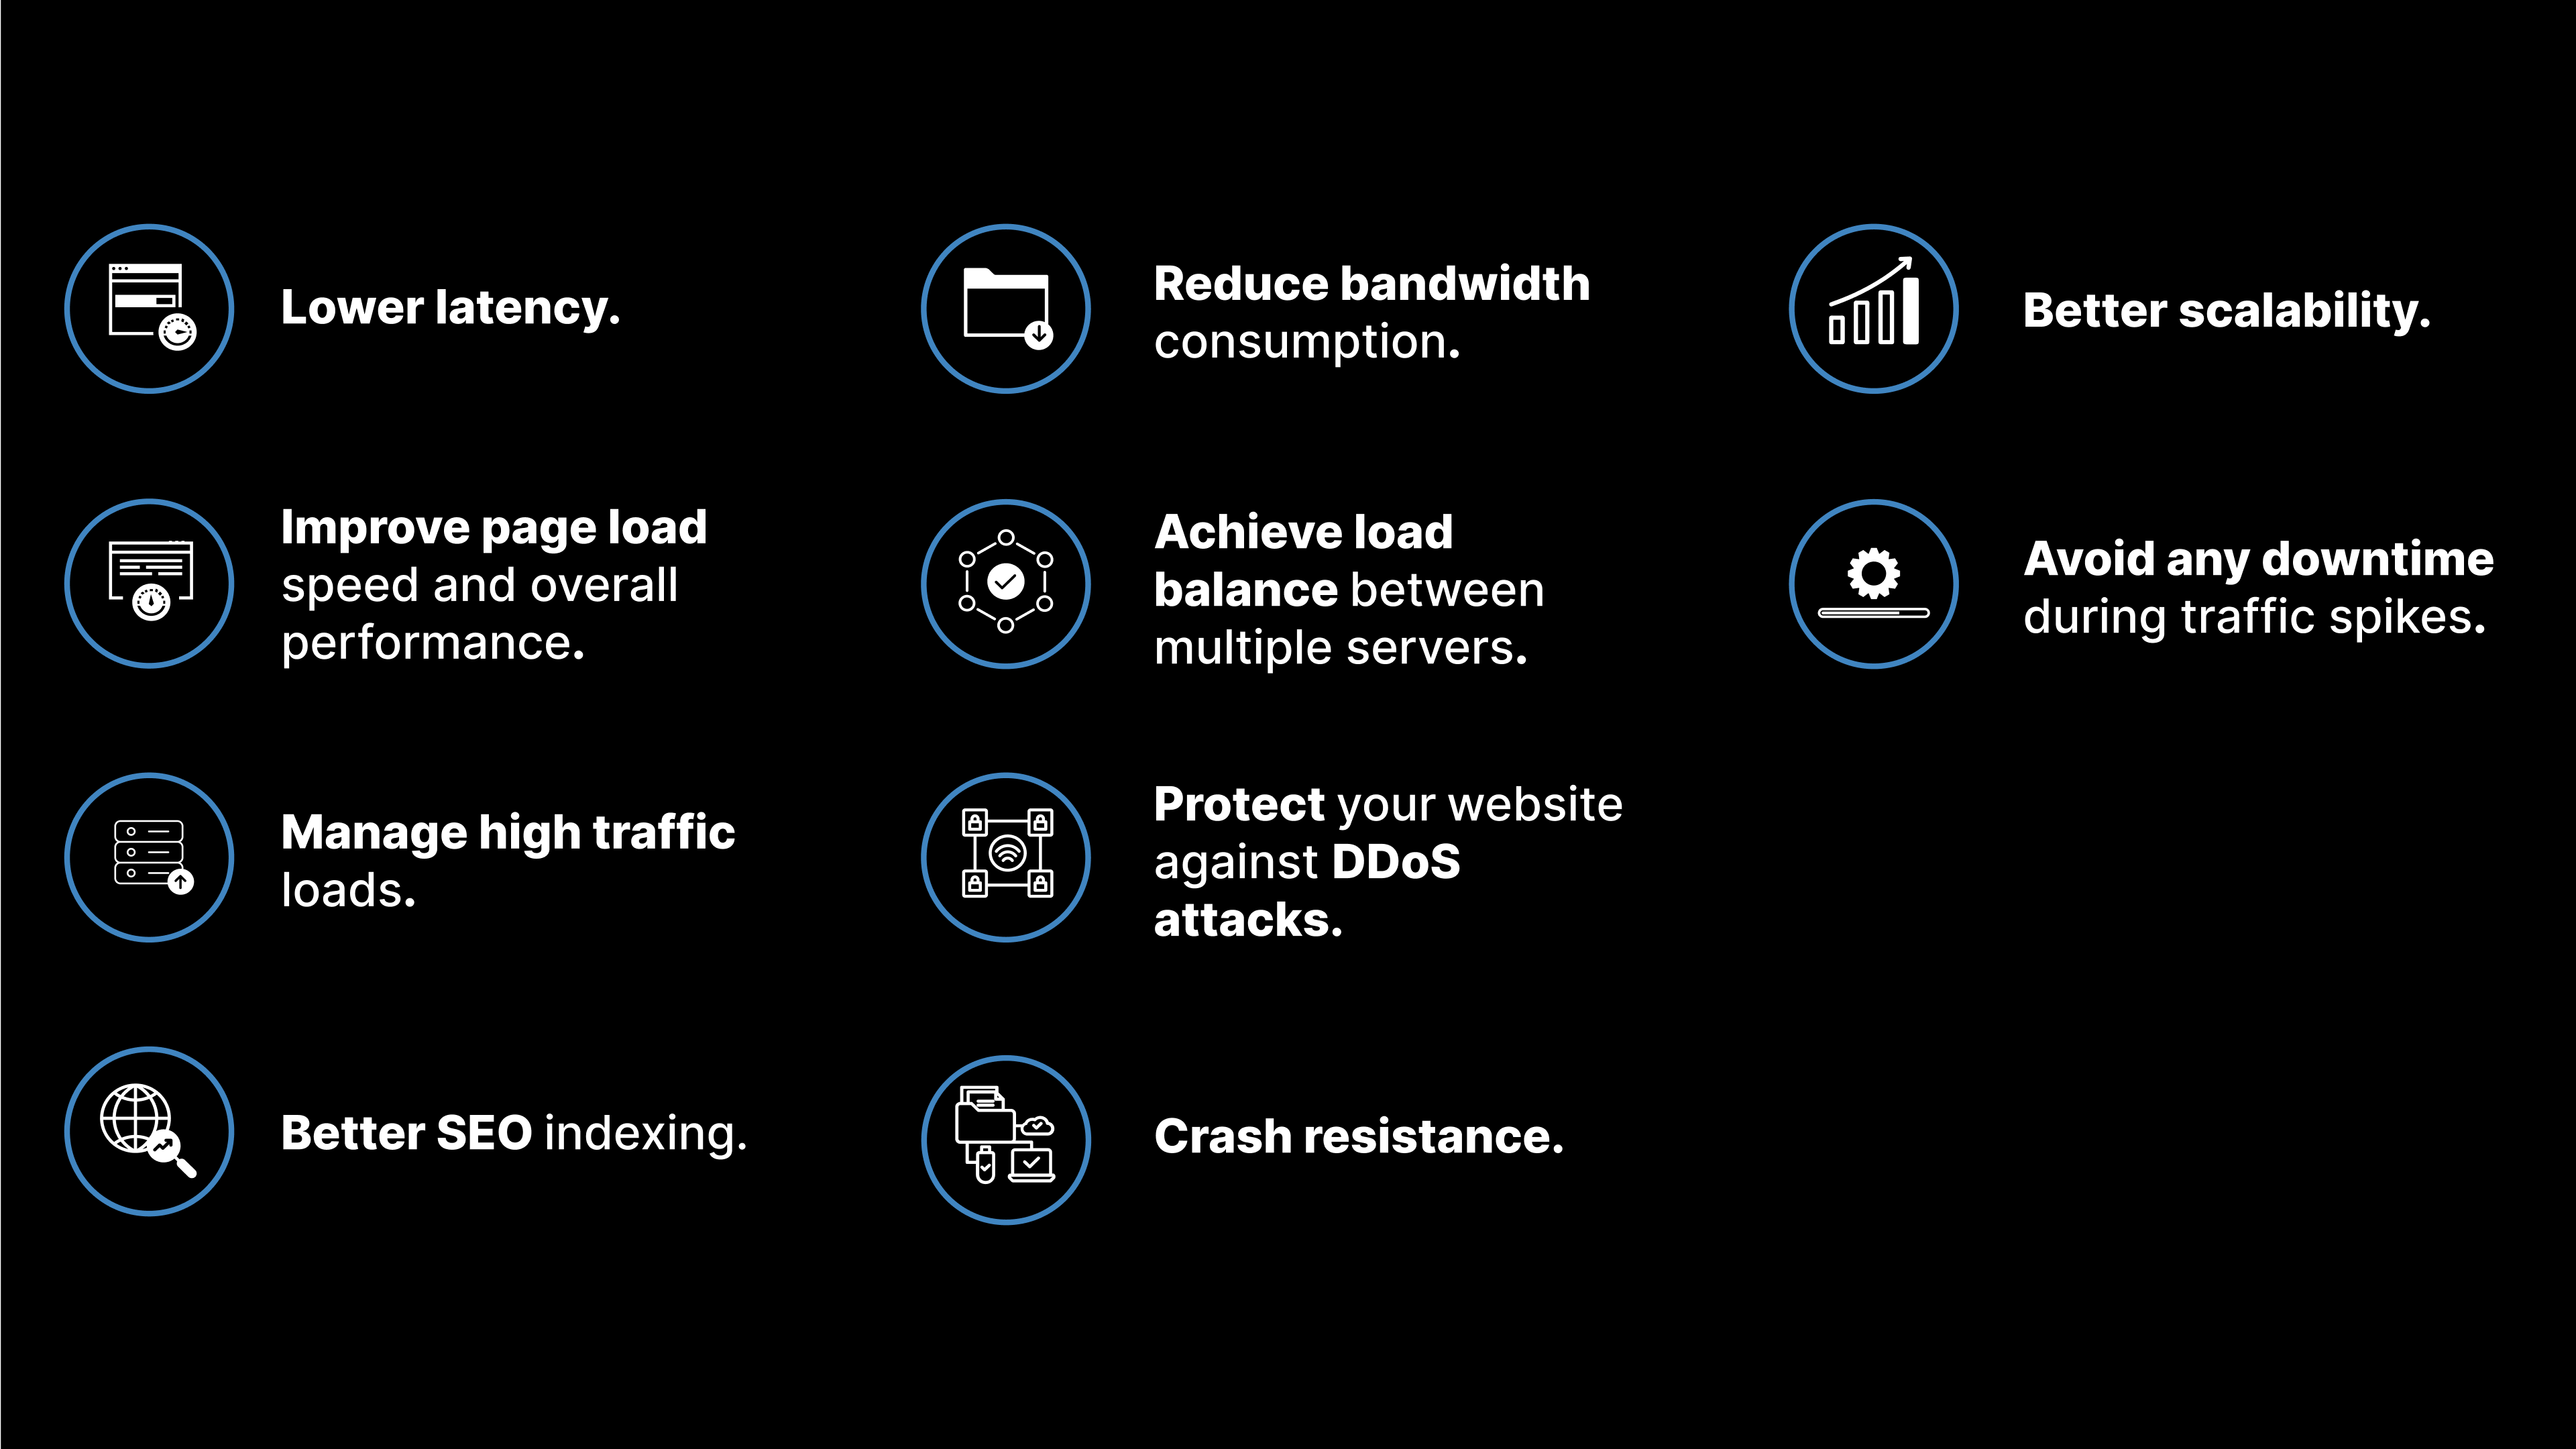 Lower latency.
Improve page load
speed and overall
performance.
Manage high traffic
loads.
Better SEO indexing.
Reduce bandwidth
consumption.
Achieve load
balance between
multiple servers.
Protect your website
against DDoS
attacks.
Crash resistance.
Better scalability.
Avoid any downtime
during traffic spikes.